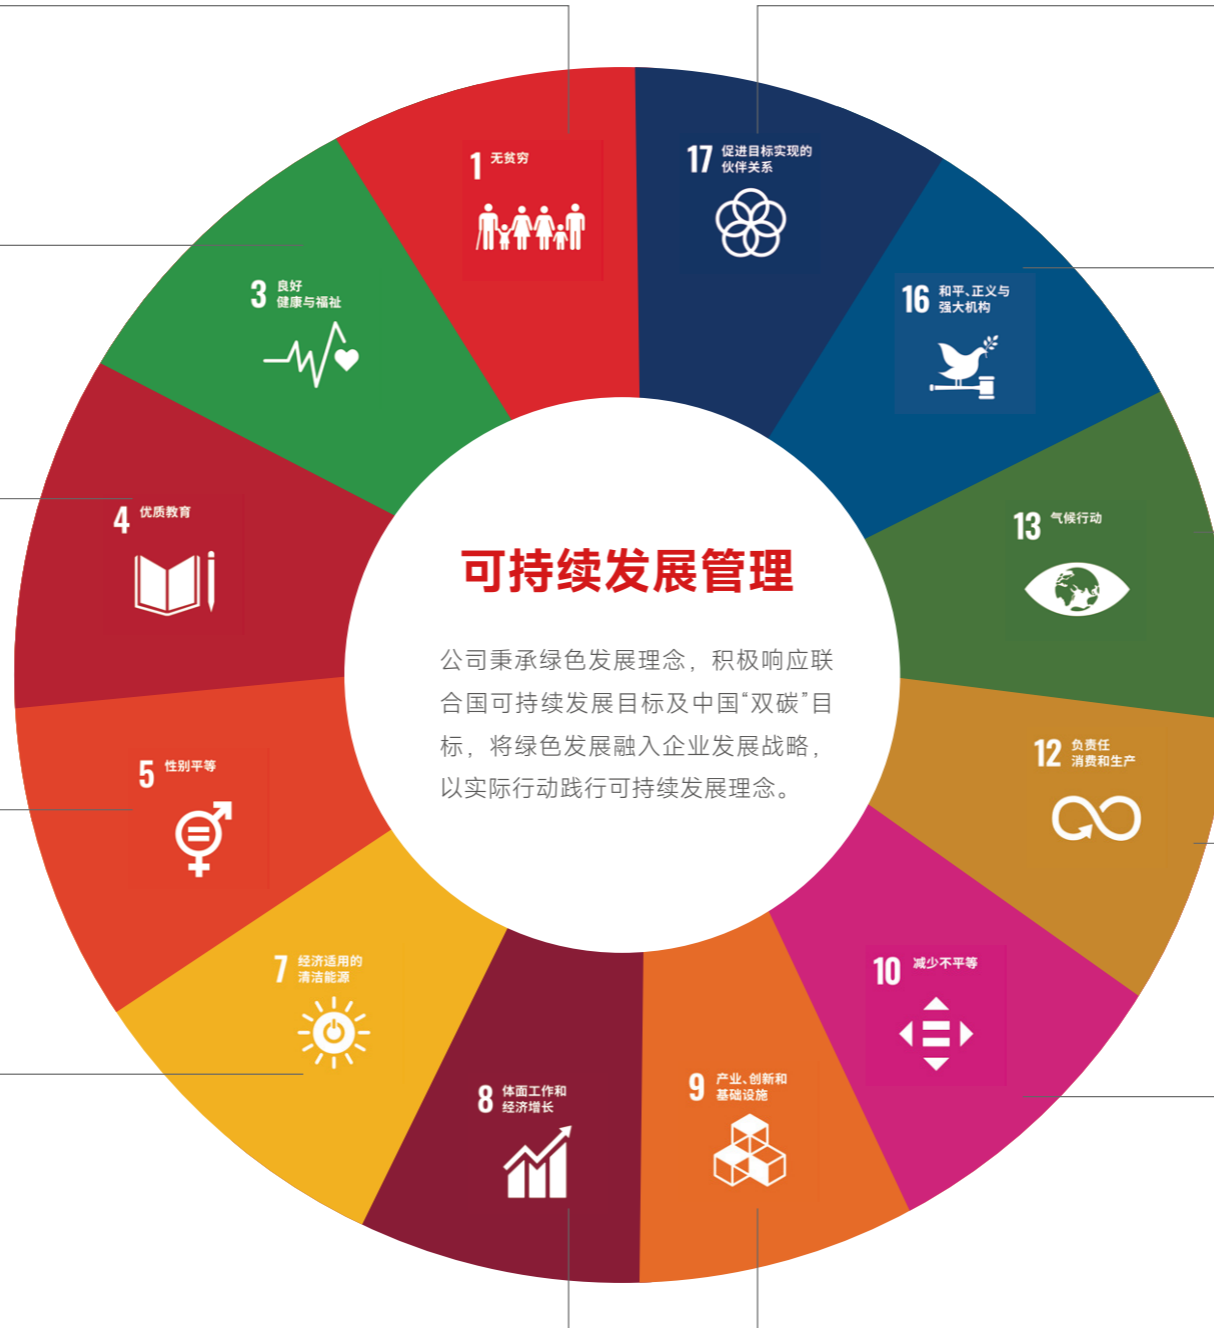 1 无贫穷
17 促进目标实现的
伙伴关系
3 良好
健康与福祉
16 和平、正义与
强大机构
4 优质教育
13 气候行动
可持续发展管理
公司秉承绿色发展理念，积极响应联
合国可持续发展目标及中国“双碳”目
标，将绿色发展融入企业发展战略，
以实际行动践行可持续发展理念。
5 性别平等
12 负责任
消费和生产
7 经济适用的
清洁能源
10 减少不平等
8 体面工作和
经济增长
9 产业、创新和
基础设施